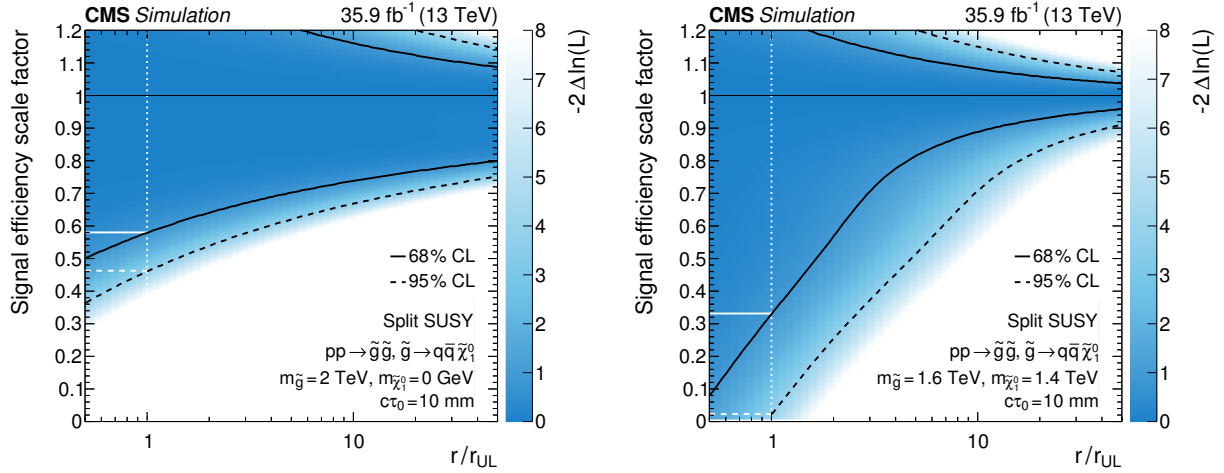 CMS Simulation 35.9 fb⁻¹ (13 TeV)
Signal efficiency scale factor
1.2
1.1
1
0.9
0.8
0.7
0.6
0.5
0.4
0.3
0.2
0.1
0
68% CL
95% CL
Split SUSY
pp→g̃g̃, g̃→qq̅χ̃₁⁰
m_g̃=2 TeV, m_χ̃₁⁰=0 GeV
cτ₀=10 mm
1 10
r/r_UL
8
7
6
5
4
3
2
1
0
-2 Δln(L)
CMS Simulation 35.9 fb⁻¹ (13 TeV)
Signal efficiency scale factor
1.2
1.1
1
0.9
0.8
0.7
0.6
0.5
0.4
0.3
0.2
0.1
0
68% CL
95% CL
Split SUSY
pp→g̃g̃, g̃→qq̅χ̃₁⁰
m_g̃=1.6 TeV, m_χ̃₁⁰=1.4 TeV
cτ₀=10 mm
1 10
r/r_UL
8
7
6
5
4
3
2
1
0
-2 Δln(L)